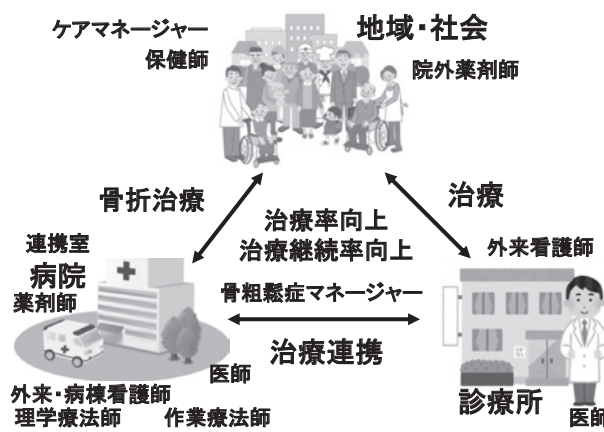 ケアマネージャー
地域・社会
保健師
院外薬剤師
骨折治療
治療
治療率向上
治療継続率向上
連携室
病院
薬剤師
外来看護師
骨粗鬆症マネージャー
治療連携
医師
外来・病棟看護師
理学療法師
作業療法師
診療所
医師